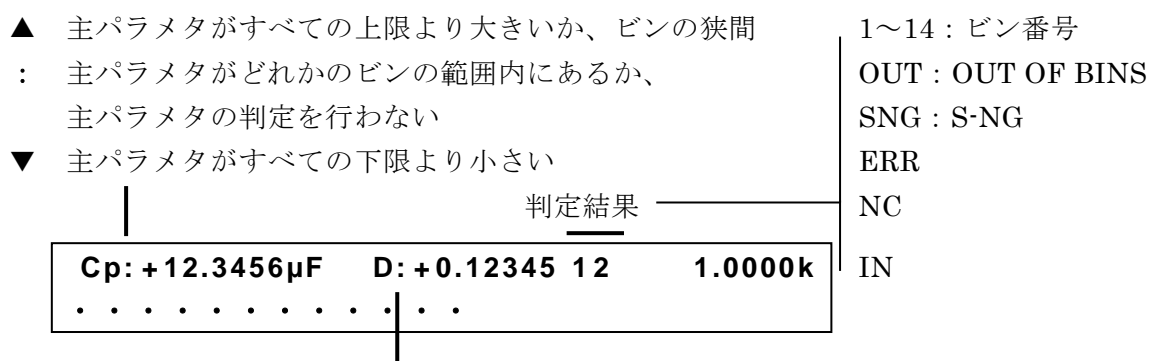 ▲ 主パラメタがすべての上限より大きいか、ビンの狭間
: 主パラメタがどれかのビンの範囲内にあるか、
主パラメタの判定を行わない
▼ 主パラメタがすべての下限より小さい
判定結果
1～14:ビン番号
OUT:OUT OF BINS
SNG:S-NG
ERR
NC
IN
Cp:+12.3456μF D:+0.12345 12 1.0000k
• • • • • • • • • • • •